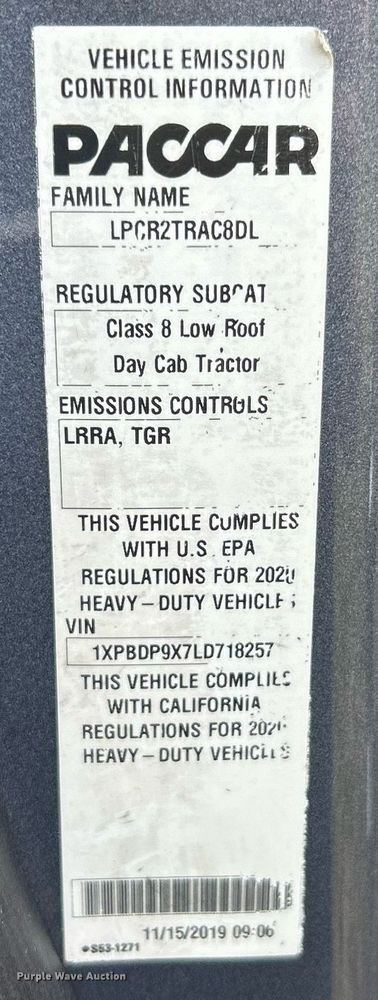 VEHICLE EMISSION
CONTROL INFORMATION
PACCAR
FAMILY NAME
LPCR2TRAC8DL
REGULATORY SUBCAT
Class 8 Low Roof
Day Cab Tractor
EMISSIONS CONTROLS
LRRA, TGR
THIS VEHICLE COMPLIES
WITH U.S. EPA
REGULATIONS FOR 2020
HEAVY-DUTY VEHICLES
VIN
1XPBDP9X7LD718257
THIS VEHICLE COMPLIES
WITH CALIFORNIA
REGULATIONS FOR 2020
HEAVY-DUTY VEHICLES
11/15/2019 09:06
S53-1271
Purple Wave Auction